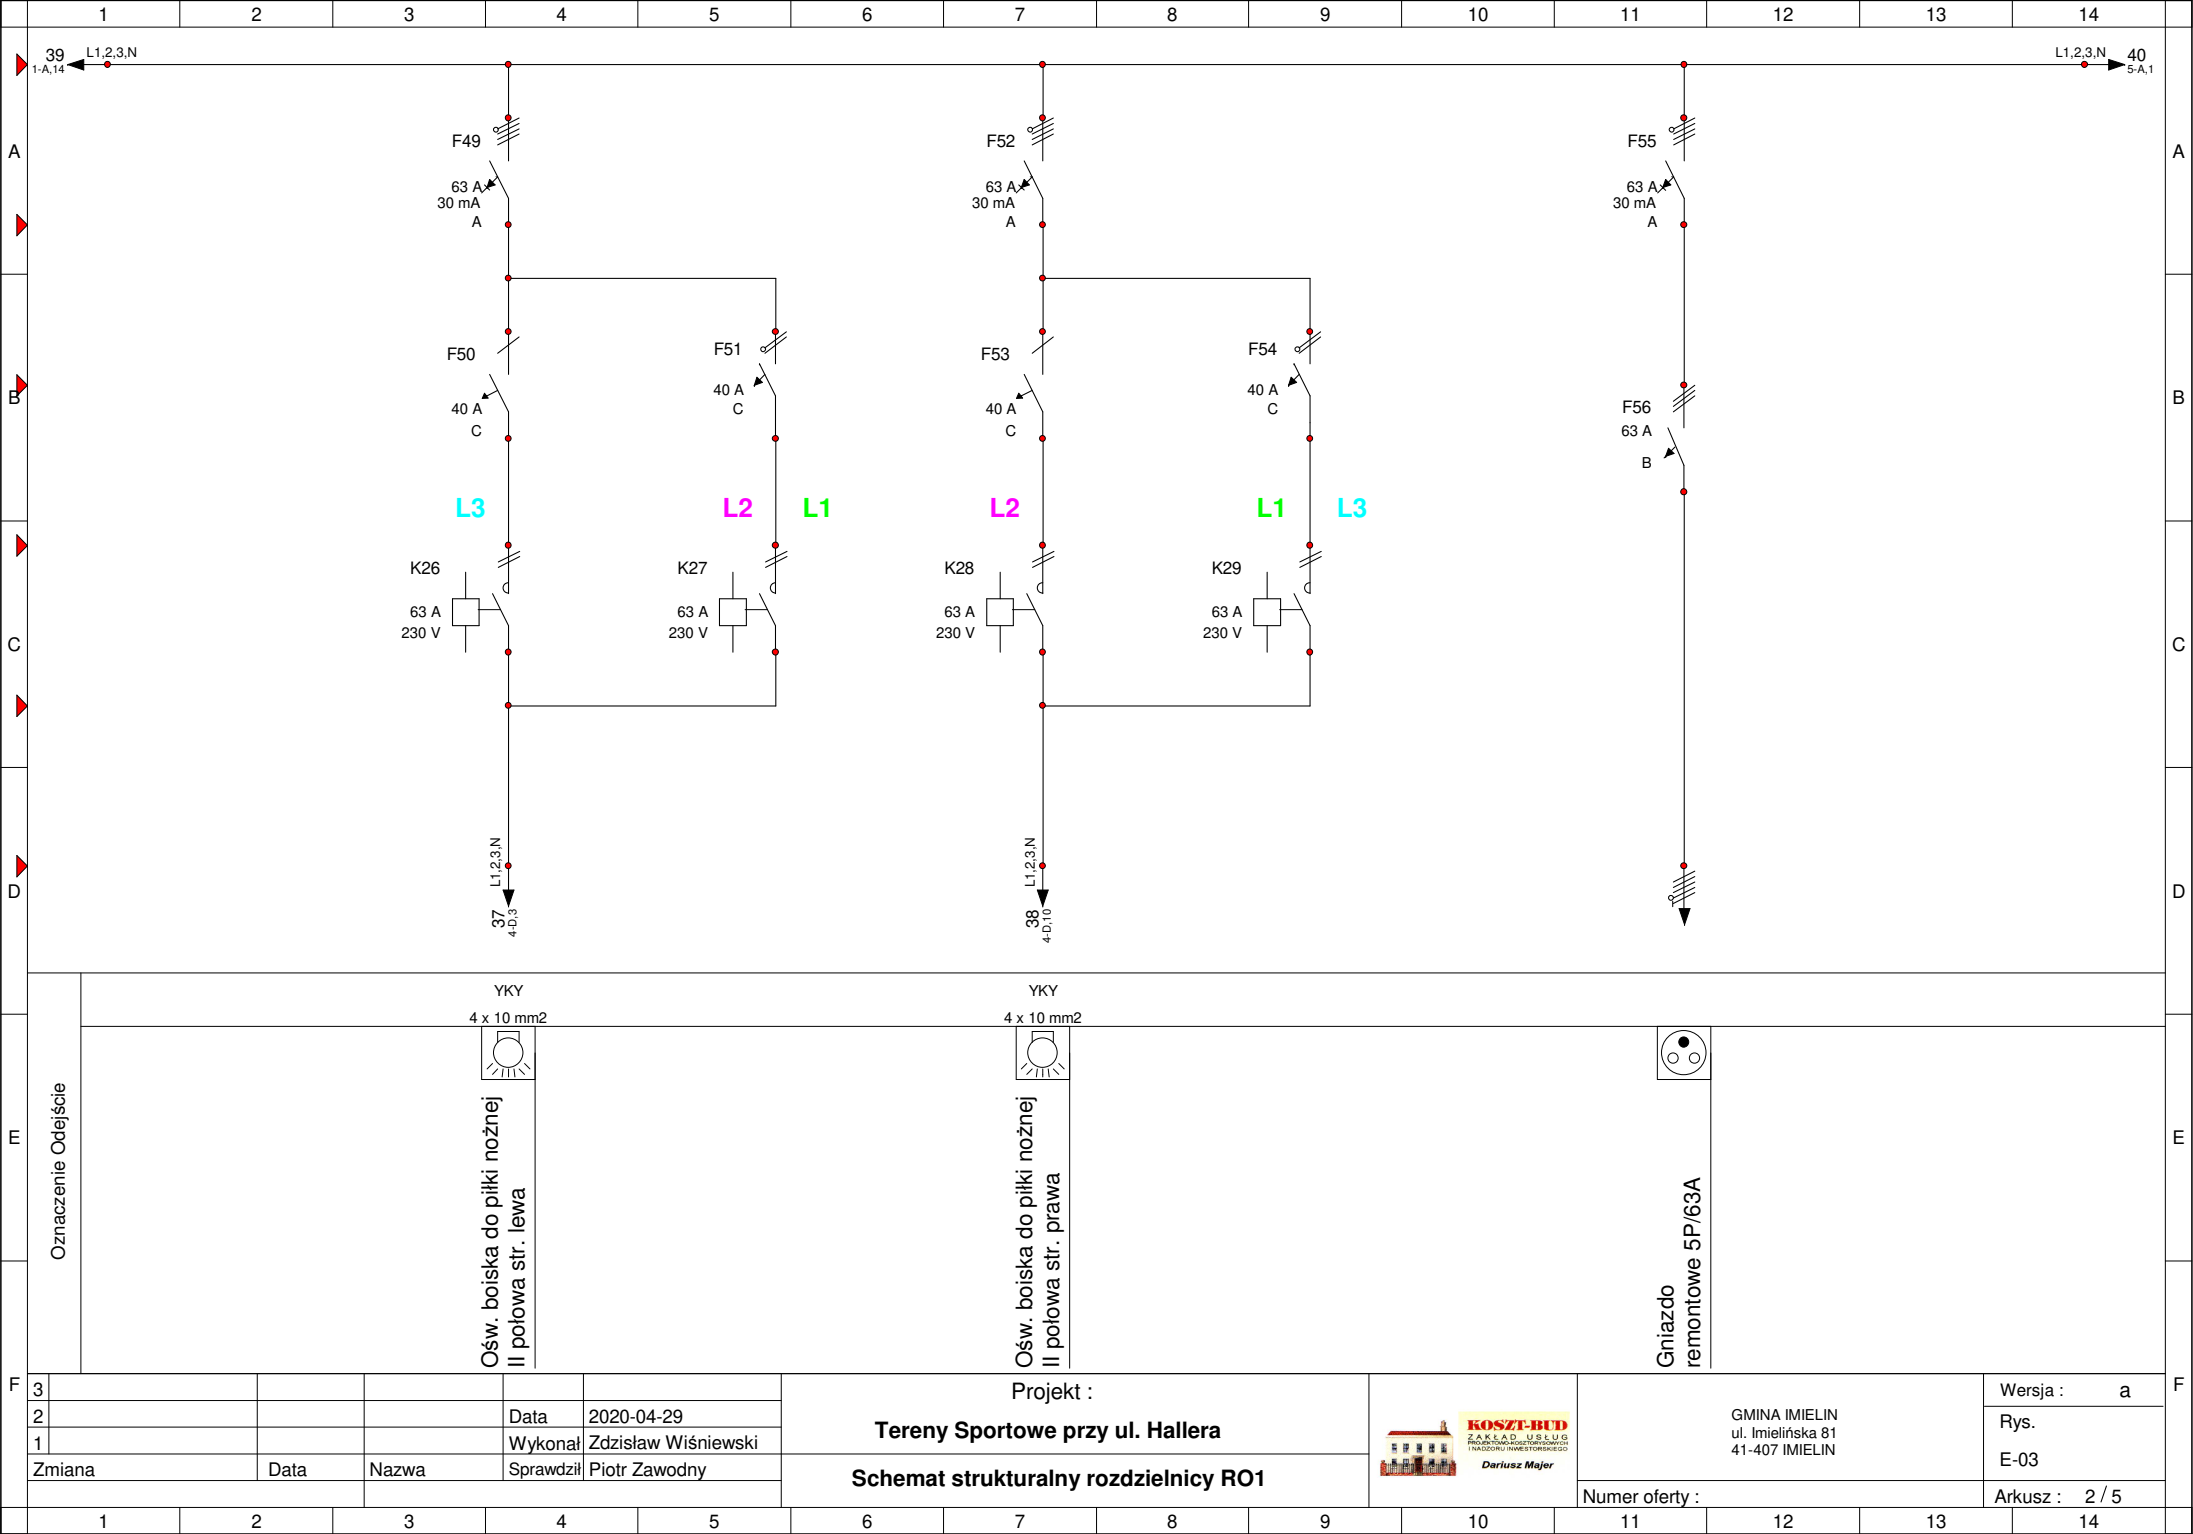 1 2 3 4 5 6 7 8 9 10 11 12 13 14
39 L1,2,3,N L1,2,3,N 40
1-A,14 5-A,1
A F49 F52 F55 A
63 A 63 A 63 A
30 mA 30 mA 30 mA
A A A
F50 F51 F53 F54
40 A 40 A
B B
C C
40 A 40 A F56
C C 63 A
B
L3 L2 L1 L2 L1 L3
K26 K27 K28 K29
63 A 63 A 63 A 63 A
230 V 230 V 230 V 230 V
C C
L1,2,3,N L1,2,3,N
D D
37 38
4-D,3 4-D,10
YKY YKY
4 x 10 mm2 4 x 10 mm2
E E
Oznaczenie Odejście
Ośw. boiska do piłki nożnej
II połowa str. lewa
Ośw. boiska do piłki nożnej
II połowa str. prawa
Gniazdo
remontowe 5P/63A
F F
3
2 Data 2020-04-29
1 Wykonał Zdzisław Wiśniewski
Zmiana Data Nazwa Sprawdził Piotr Zawodny
Projekt :
Tereny Sportowe przy ul. Hallera
Schemat strukturalny rozdzielnicy RO1
KOSZT-BUD
ZAKŁAD USŁUG
PROJEKTOWO-KOSZTORYSOWYCH
I NADZORU INWESTORSKIEGO
Dariusz Majer
GMINA IMIELIN
ul. Imielińska 81
41-407 IMIELIN
Numer oferty :
Wersja : a
Rys.
E-03
Arkusz : 2 / 5
1 2 3 4 5 6 7 8 9 10 11 12 13 14